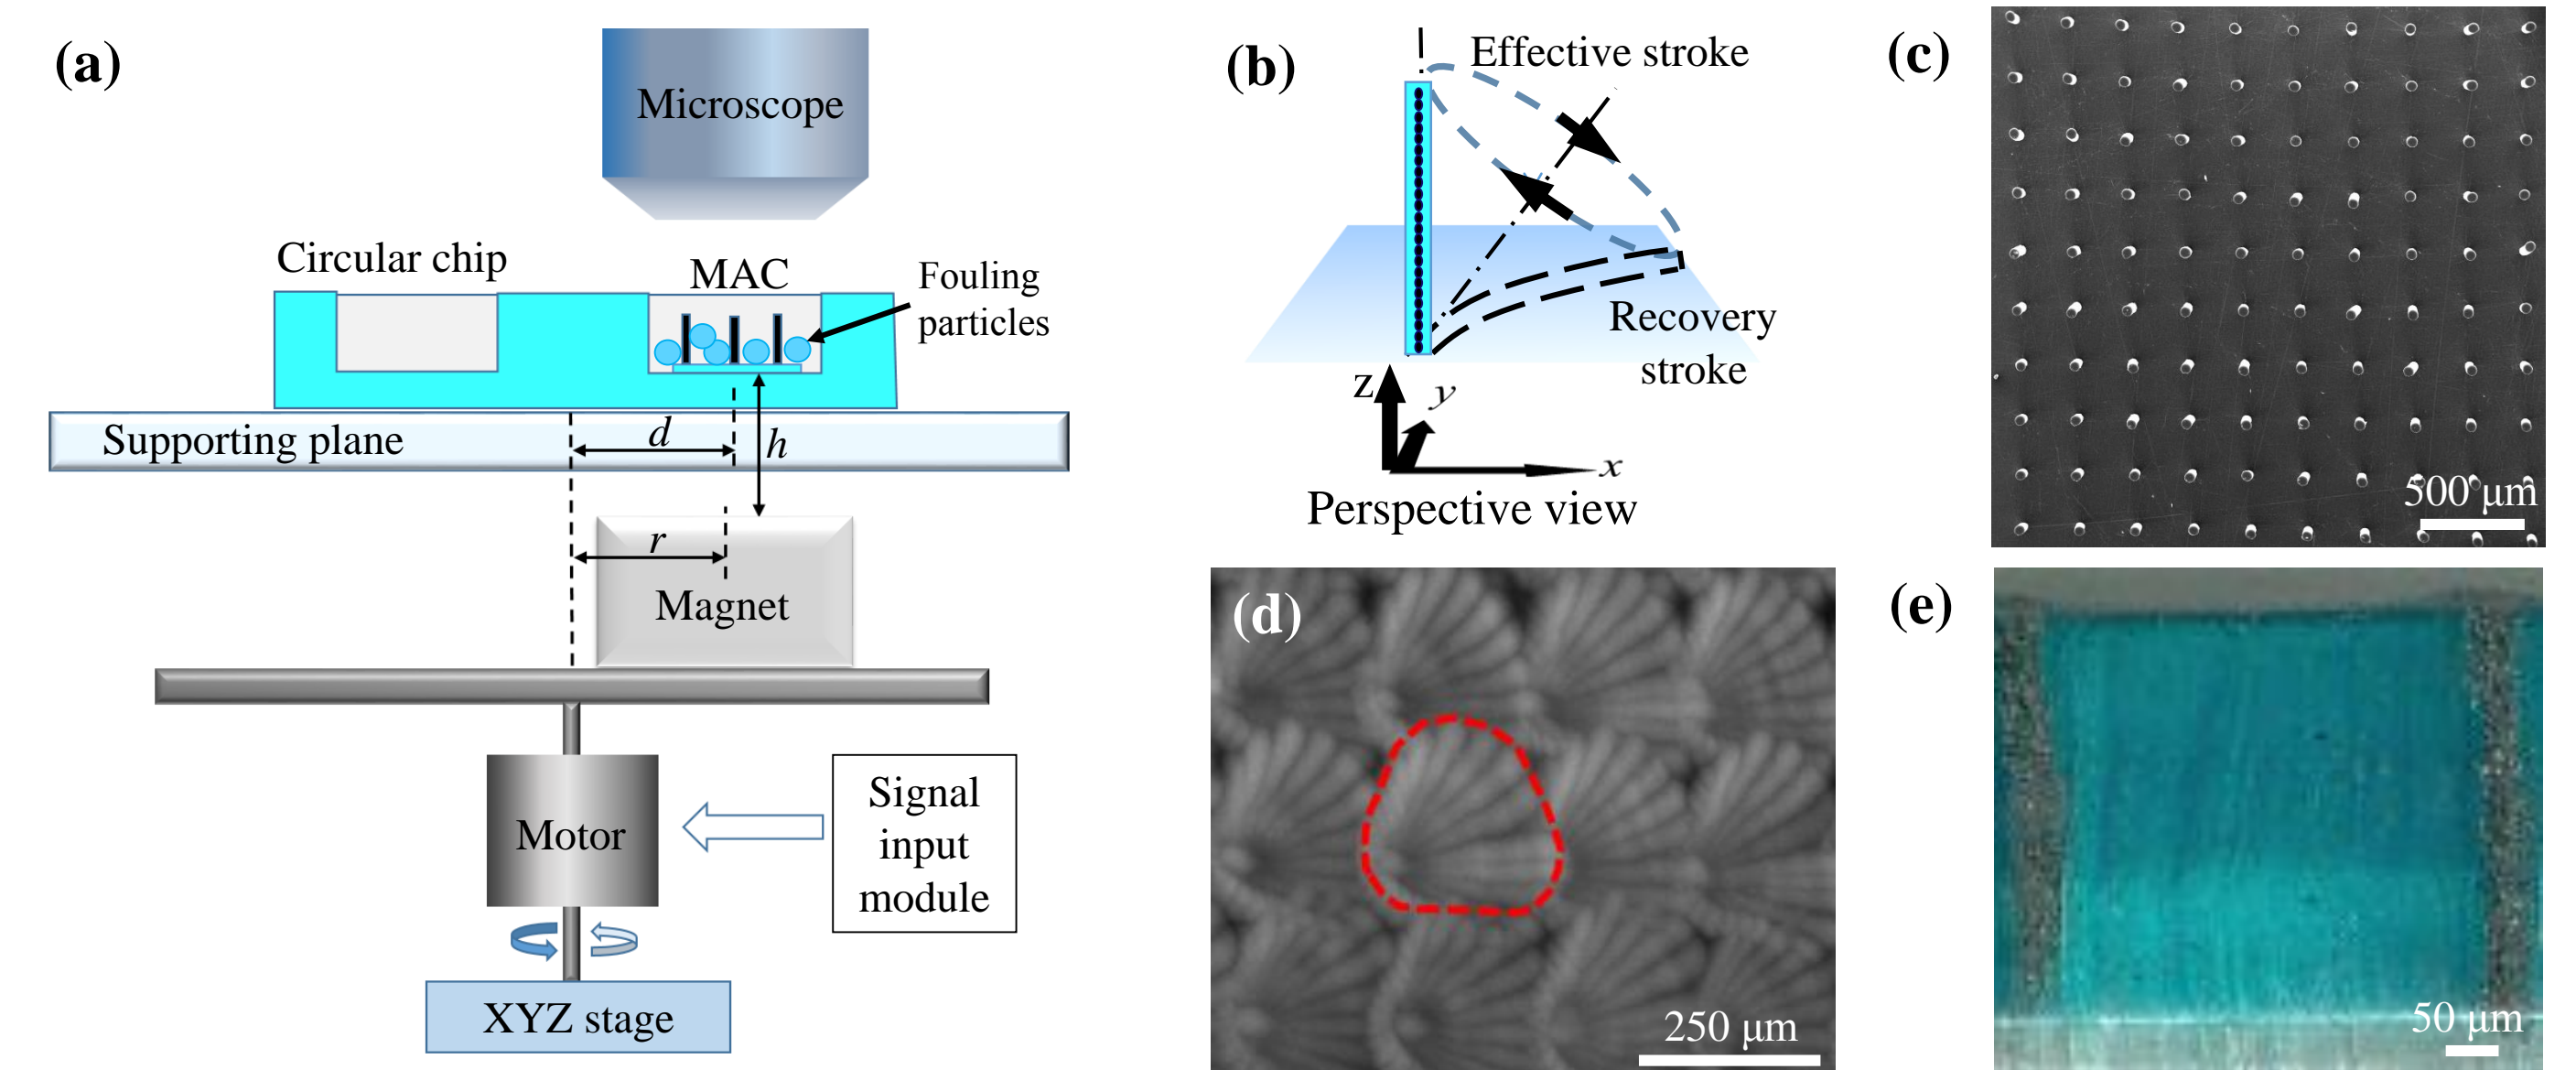 (a)
Microscope
Circular chip
MAC
Fouling
particles
Supporting plane
d
h
r
Magnet
Motor
Signal
input
module
XYZ stage
(b)
Effective stroke
Recovery
stroke
z
y
x
Perspective view
(c)
500 μm
(d)
250 μm
(e)
50 μm